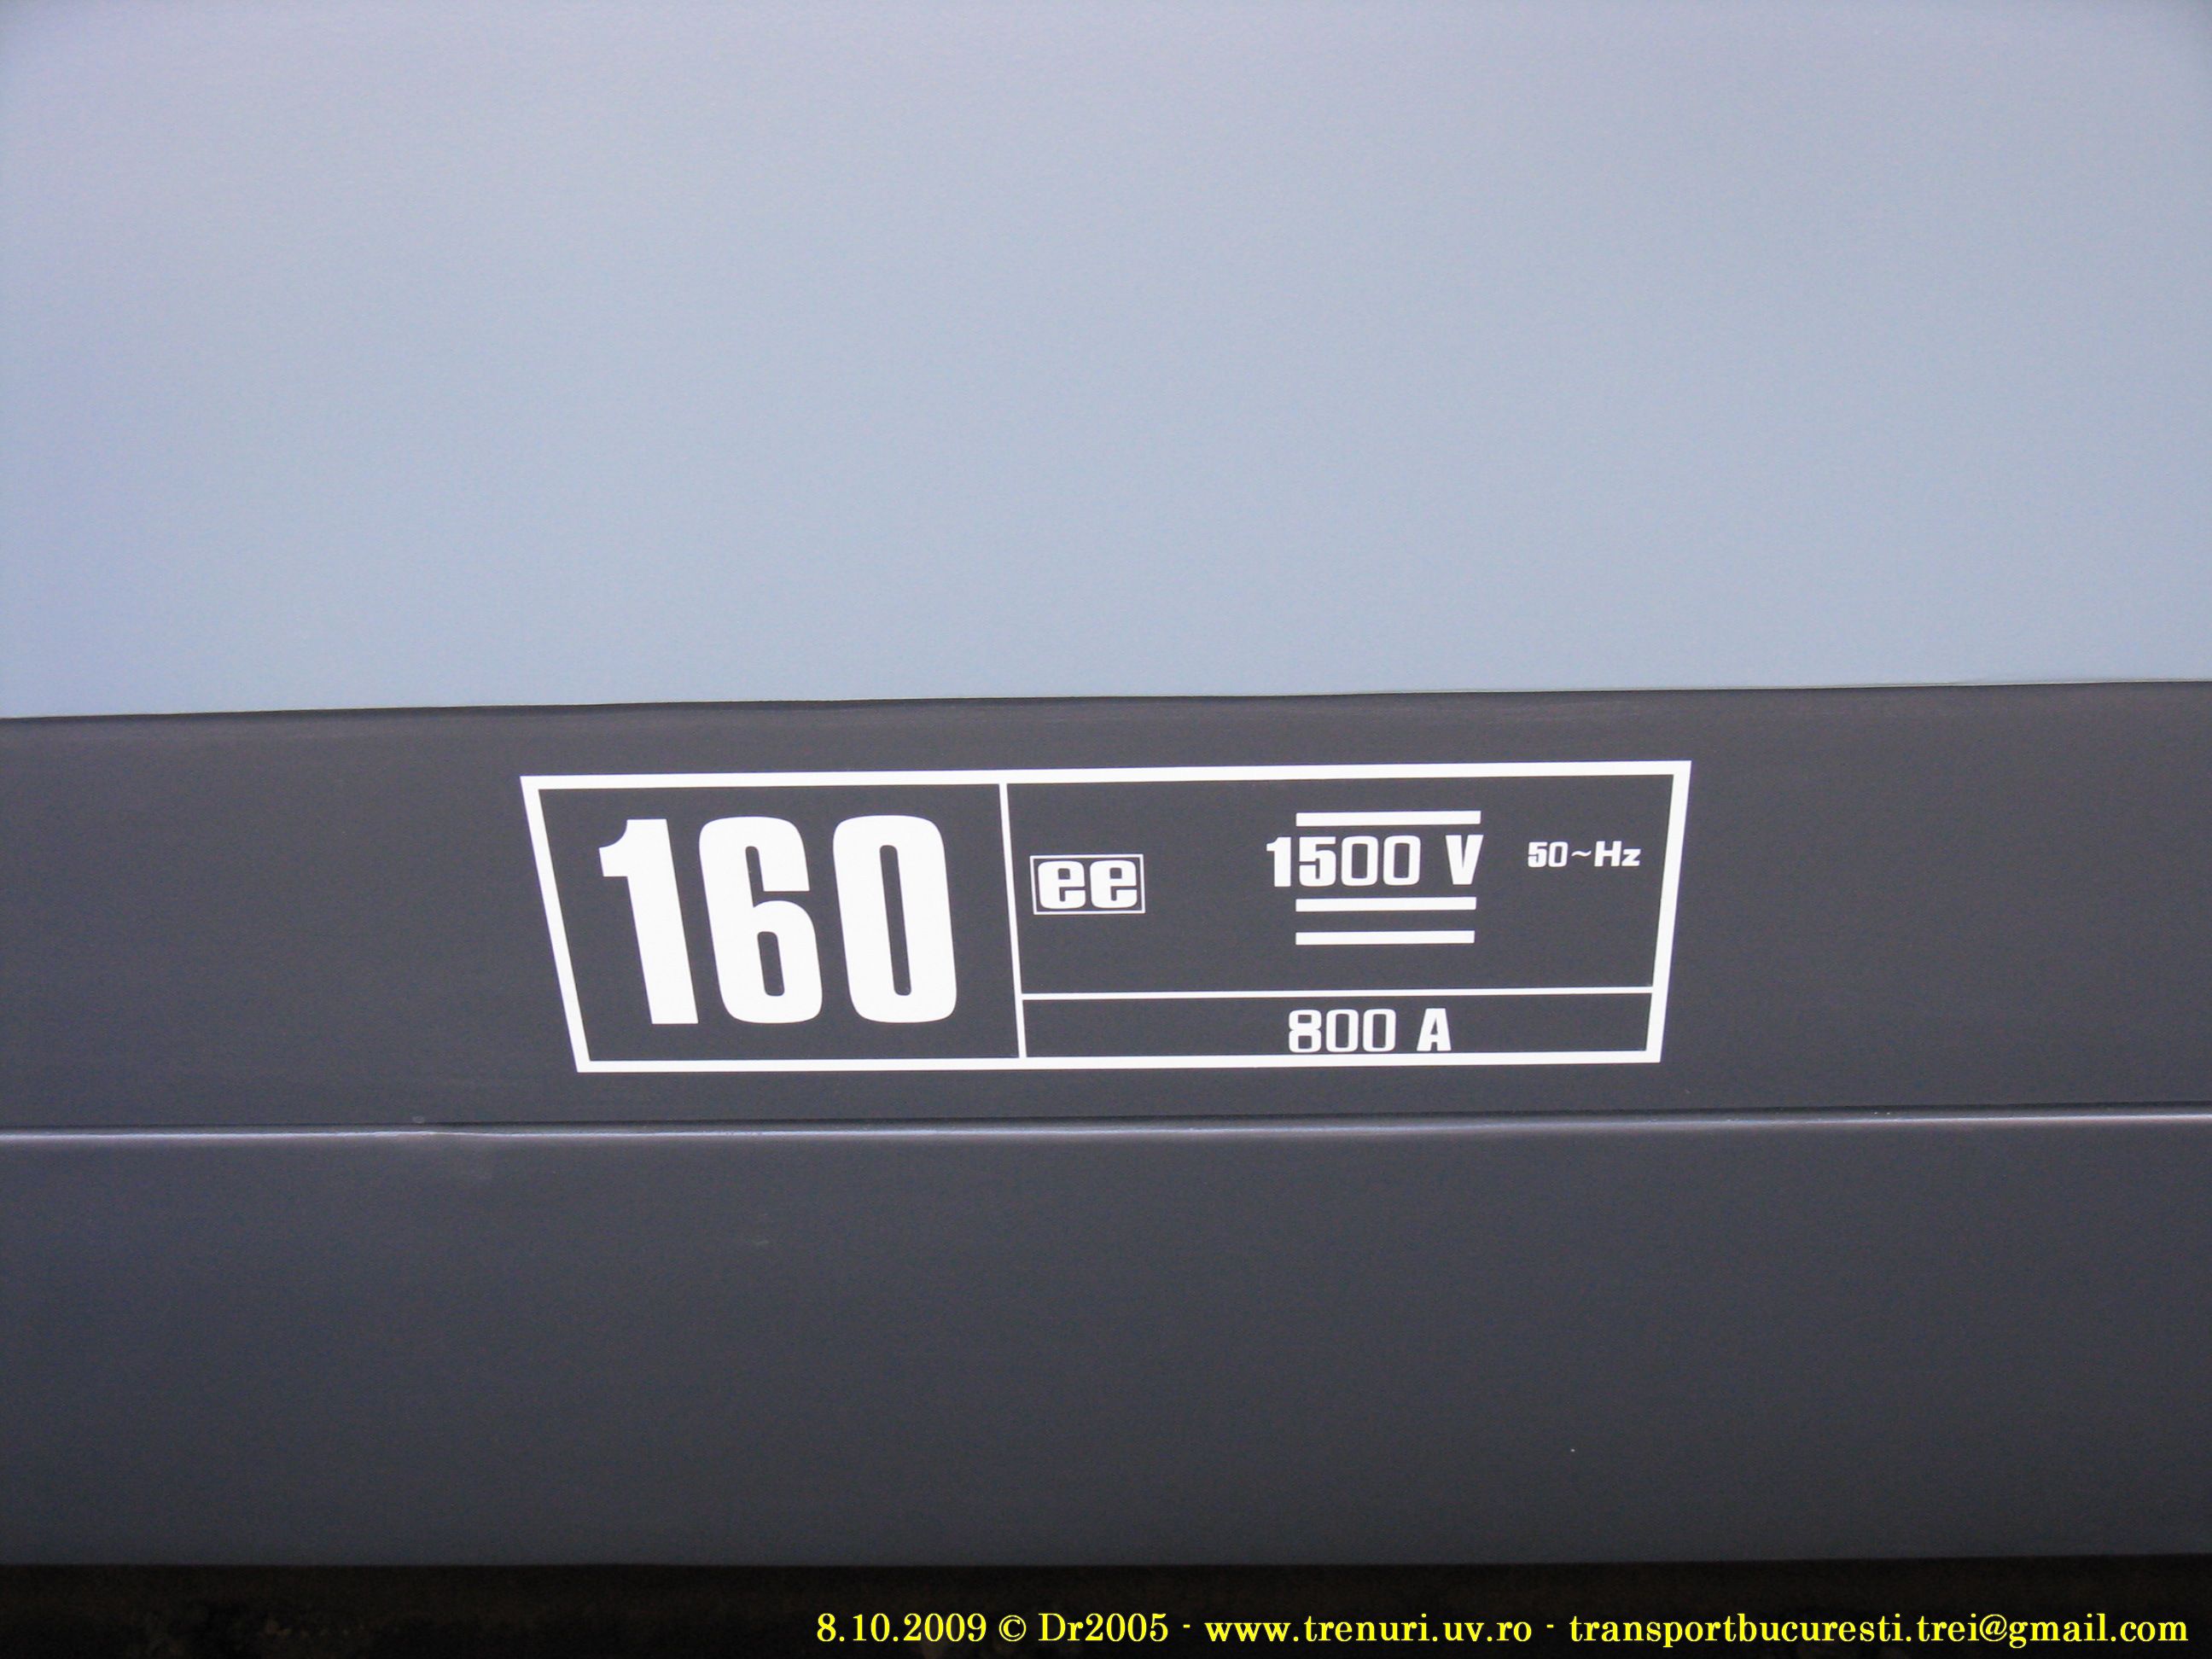 160
ee 1500 V 50~Hz
800 A
8.10.2009 © Dr2005 - www.trenuri.uv.ro - transportbucuresti.trei@gmail.com